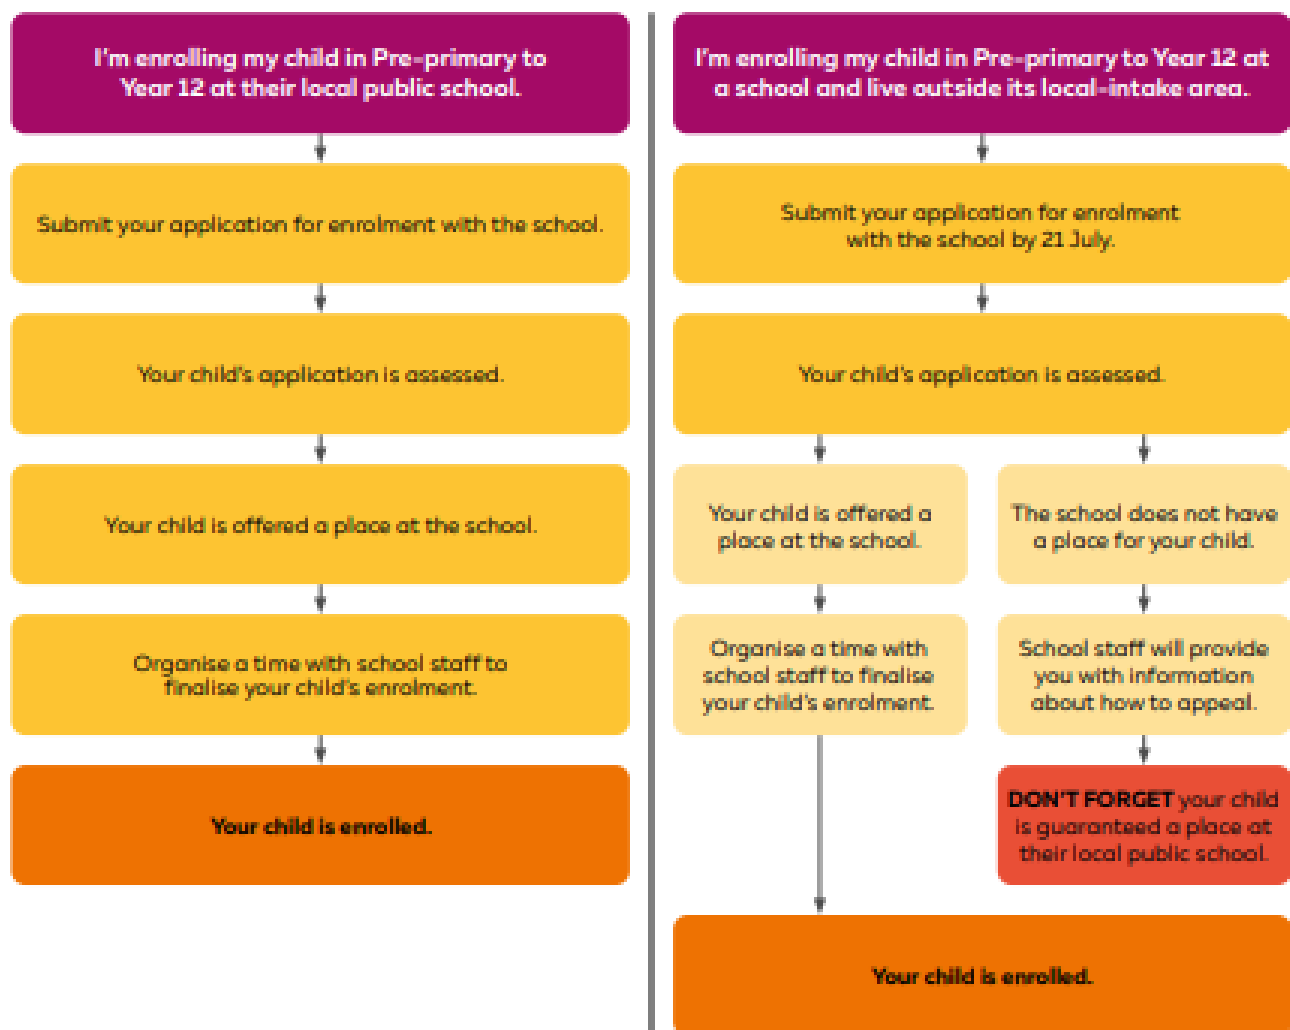 I'm enrolling my child in Pre-primary to
Year 12 at their local public school.
Submit your application for enrolment with the school.
Your child's application is assessed.
Your child is offered a place at the school.
Organise a time with school staff to
finalise your child's enrolment.
Your child is enrolled.
I'm enrolling my child in Pre-primary to Year 12 at
a school and live outside its local-intake area.
Submit your application for enrolment
with the school by 21 July.
Your child's application is assessed.
Your child is offered a
place at the school.
Organise a time with
school staff to finalise
your child's enrolment.
The school does not have
a place for your child.
School staff will provide
you with information
about how to appeal.
DON'T FORGET your child
is guaranteed a place at
their local public school.
Your child is enrolled.